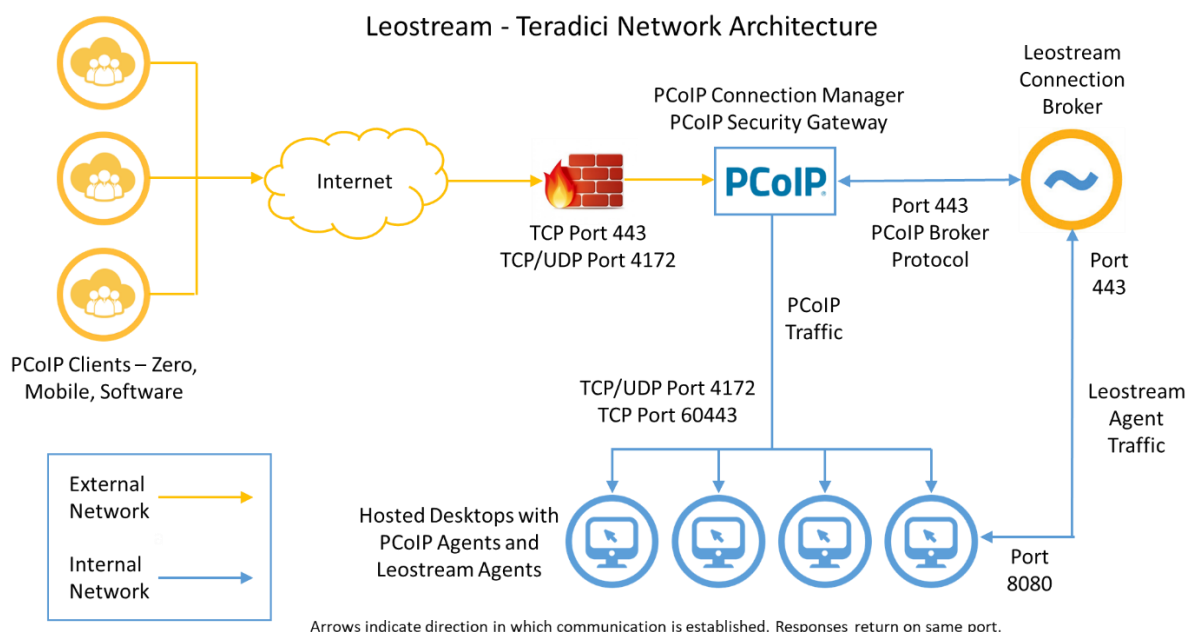 Leostream - Teradici Network Architecture
Leostream
Connection
Broker
PCoIP Connection Manager
PCoIP Security Gateway
Internet
PCoIP
TCP Port 443
TCP/UDP Port 4172
Port 443
PCoIP Broker
Protocol
Port
443
PCoIP
Traffic
PCoIP Clients – Zero,
Mobile, Software
TCP/UDP Port 4172
TCP Port 60443
Leostream
Agent
Traffic
External
Network
Internal
Network
Hosted Desktops with
PCoIP Agents and
Leostream Agents
Port
8080
Arrows indicate direction in which communication is established. Responses return on same port.